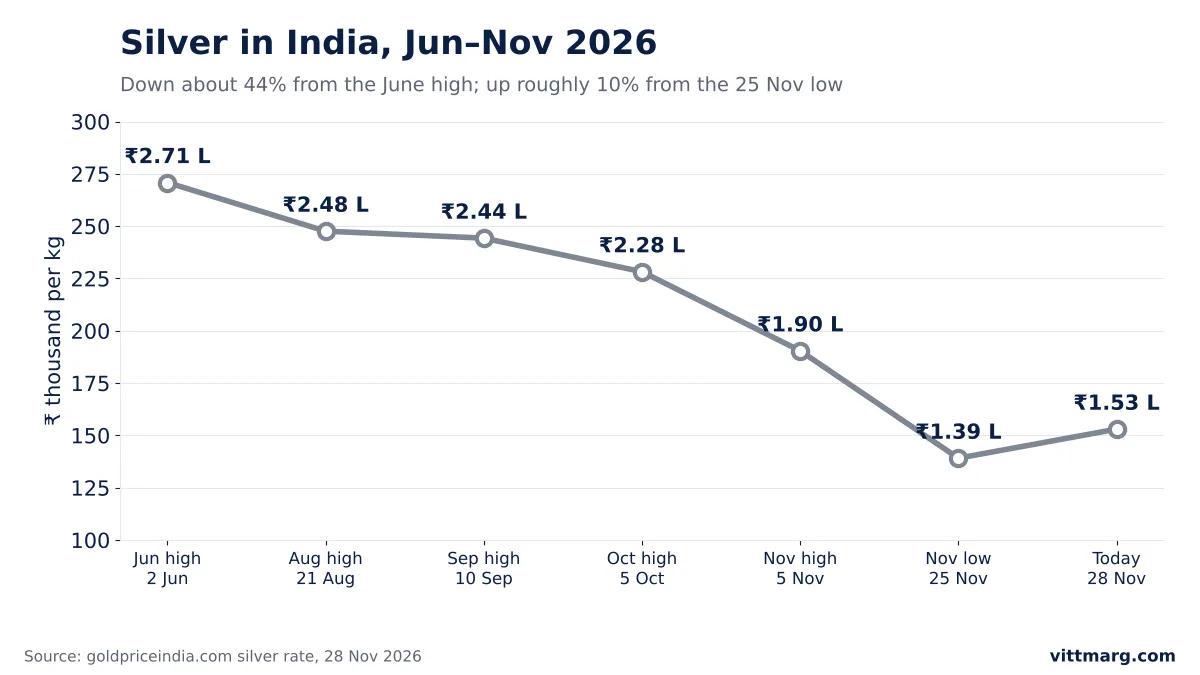 Silver in India, Jun–Nov 2026
Down about 44% from the June high; up roughly 10% from the 25 Nov low
₹ thousand per kg
300
275
250
225
200
175
150
125
100
₹2.71 L
₹2.48 L
₹2.44 L
₹2.28 L
₹1.90 L
₹1.39 L
₹1.53 L
Jun high
2 Jun
Aug high
21 Aug
Sep high
10 Sep
Oct high
5 Oct
Nov high
5 Nov
Nov low
25 Nov
Today
28 Nov
Source: goldpriceindia.com silver rate, 28 Nov 2026
vittmarg.com